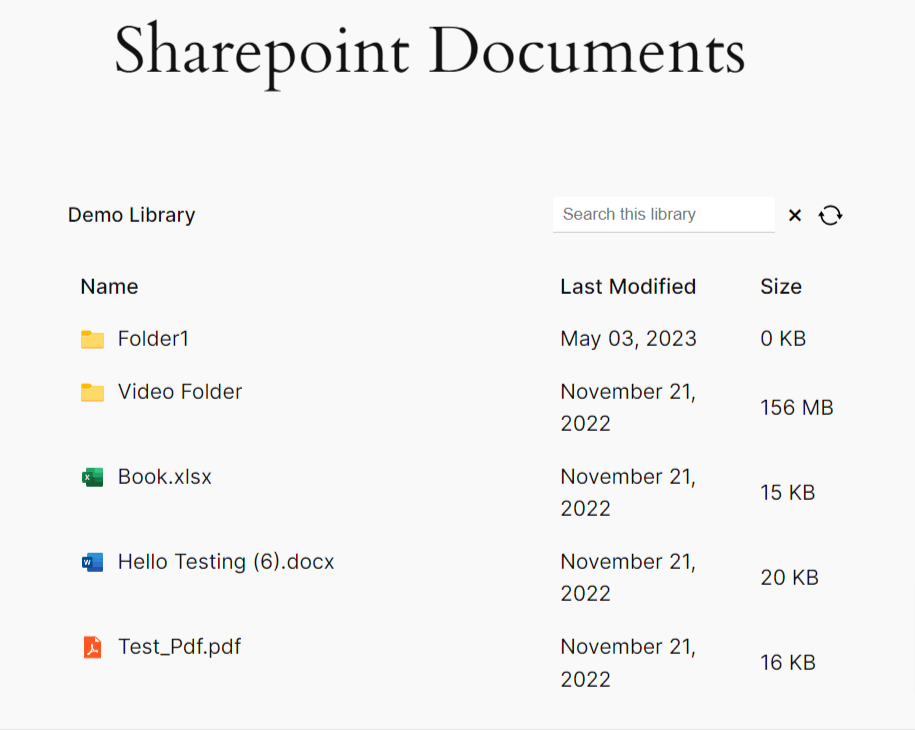 Sharepoint Documents
Demo Library
Search this library
Name Last Modified Size
Folder1 May 03, 2023 0 KB
Video Folder November 21,
2022 156 MB
Book.xlsx November 21,
2022 15 KB
Hello Testing (6).docx November 21,
2022 20 KB
Test_Pdf.pdf November 21,
2022 16 KB